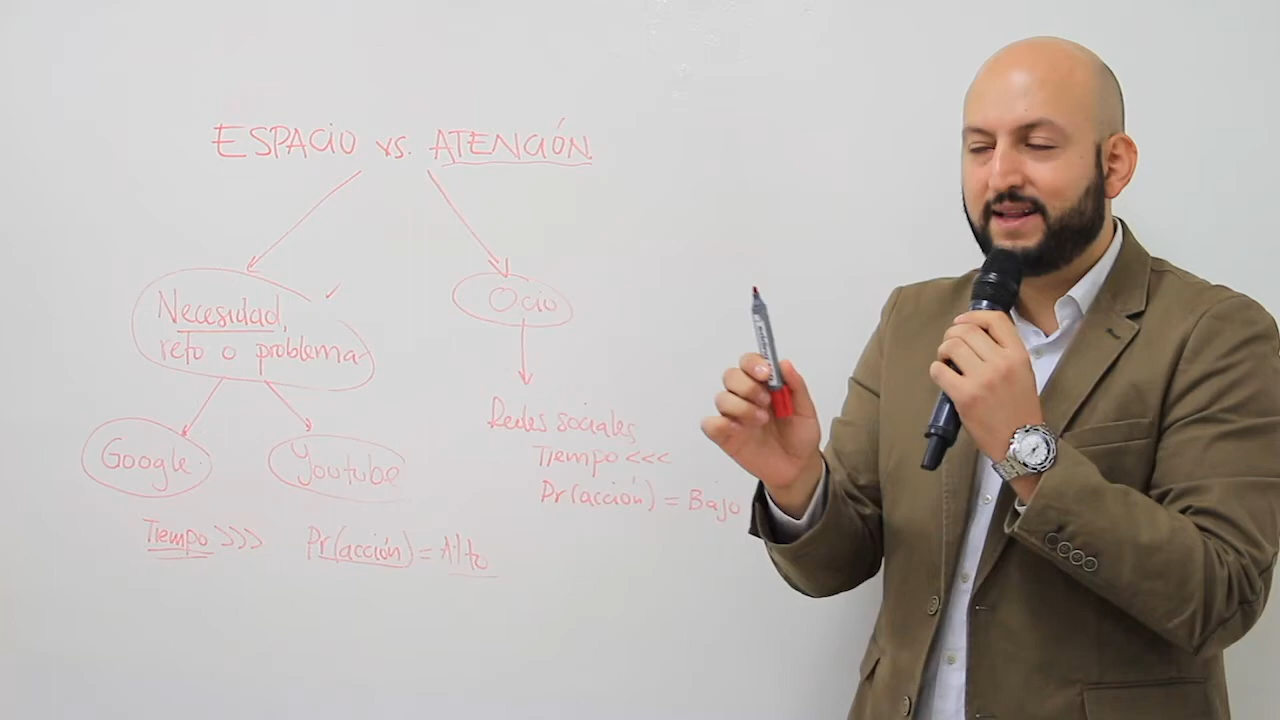 ESPACIO vs. ATENCIÓN
Necesidad,
reto o problema
Ocio
Google
Youtube
Redes sociales
Tiempo <<<
Pr(acción) = Bajo
Tiempo >>>
Pr(acción) = Alto